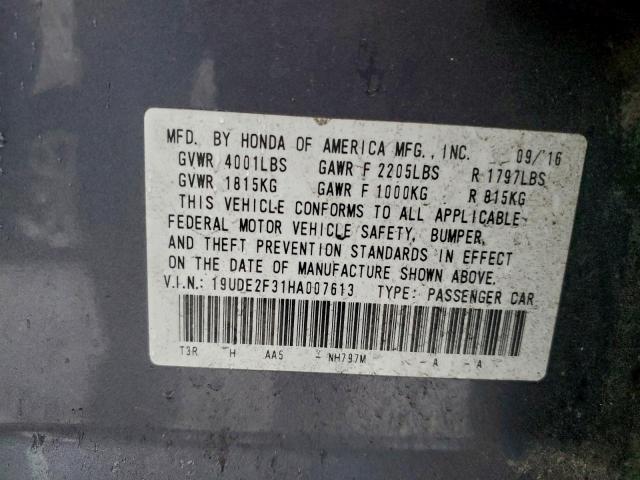 MFD. BY HONDA OF AMERICA MFG., INC. 09/16
GVWR 4001LBS GAWR F 2205LBS R 1797LBS
GVWR 1815KG GAWR F 1000KG R 815KG
THIS VEHICLE CONFORMS TO ALL APPLICABLE
FEDERAL MOTOR VEHICLE SAFETY, BUMPER,
AND THEFT PREVENTION STANDARDS IN EFFECT
ON THE DATE OF MANUFACTURE SHOWN ABOVE.
V.I.N.: 19UDE2F31HA007613 TYPE: PASSENGER CAR
T3R H AA5 - NH797M - A - A